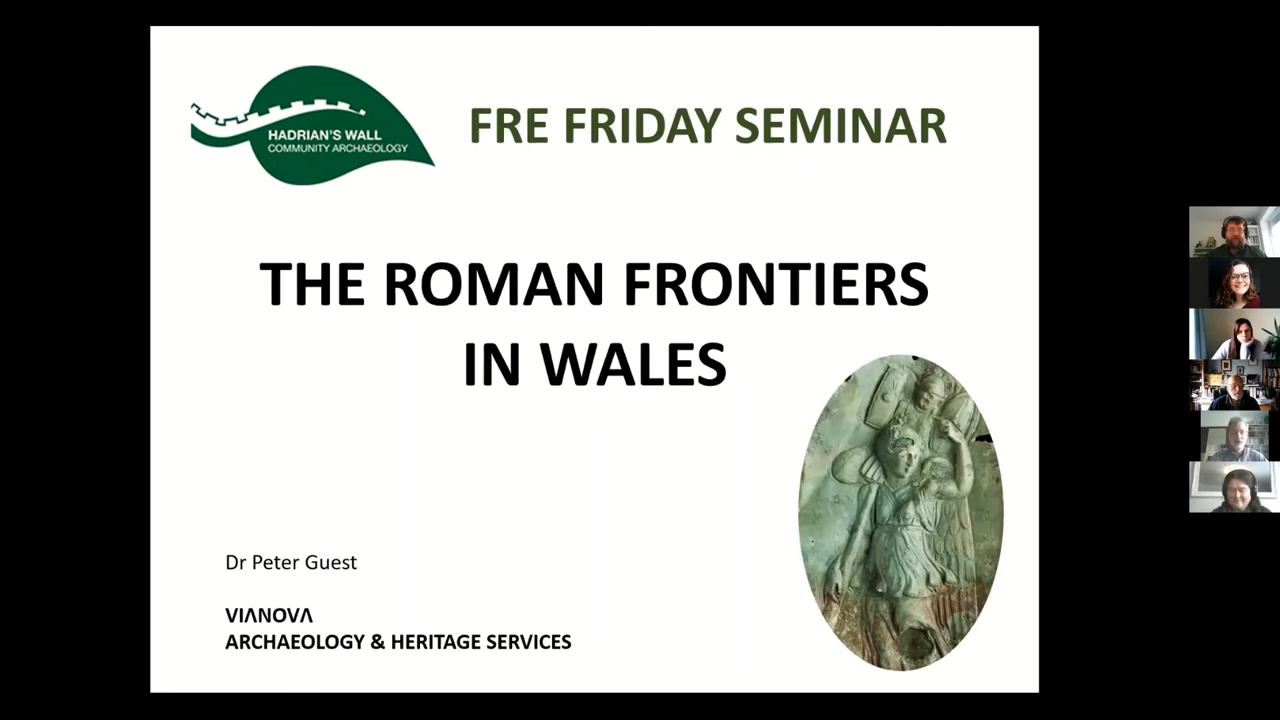 HADRIAN'S WALL
COMMUNITY ARCHAEOLOGY
FRE FRIDAY SEMINAR
THE ROMAN FRONTIERS
IN WALES
Dr Peter Guest
VIΛNOVΛ
ARCHAEOLOGY & HERITAGE SERVICES